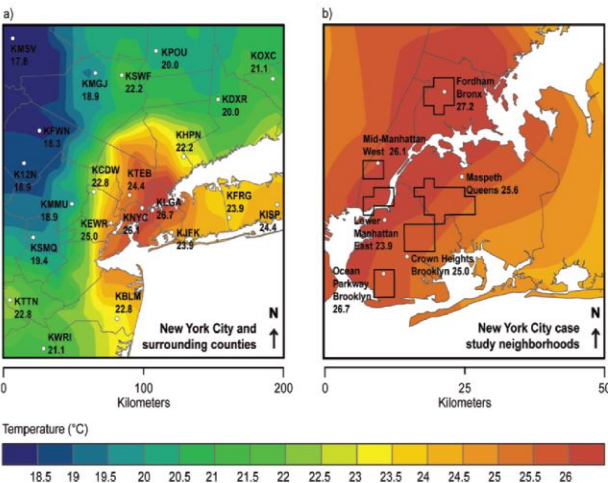 a)
KMSV
17.8
KPOU
20.0
KOXC
21.1
KMGJ
18.9
KSWF
22.2
KDXR
20.0
KFWN
18.3
KHPN
22.2
K12N
18.9
KCDW
22.8
KTEB
24.4
KMMU
18.9
KLGA
26.7
KFRG
23.9
KEWR
25.0
KNYC
26.1
KISP
24.4
KSMQ
19.4
KJFK
23.9
KTTN
22.8
KBLM
22.8
KWRI
21.1
N
New York City and
surrounding counties
0 100 200
Kilometers
b)
Fordham
Bronx
27.2
Mid-Manhattan
West 26.1
Maspeth
Queens 25.6
Lower
Manhattan
East 23.9
Crown Heights
Brooklyn 25.0
Ocean
Parkway
Brooklyn
26.7
N
New York City case
study neighborhoods
0 25 50
Kilometers
Temperature (°C)
18.5 19 19.5 20 20.5 21 21.5 22 22.5 23 23.5 24 24.5 25 25.5 26